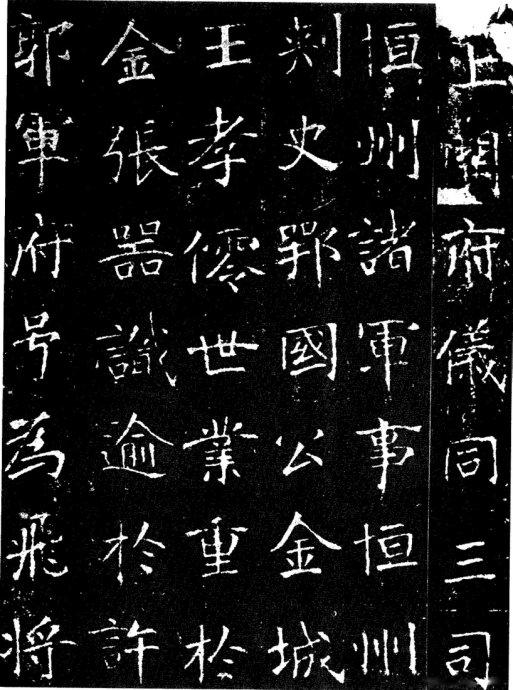 上開府儀同三司
恒州諸軍事恒州
刺史鄂國公金城
王孝僊世業重於
金張器識逾於許
郭軍府号為飛將